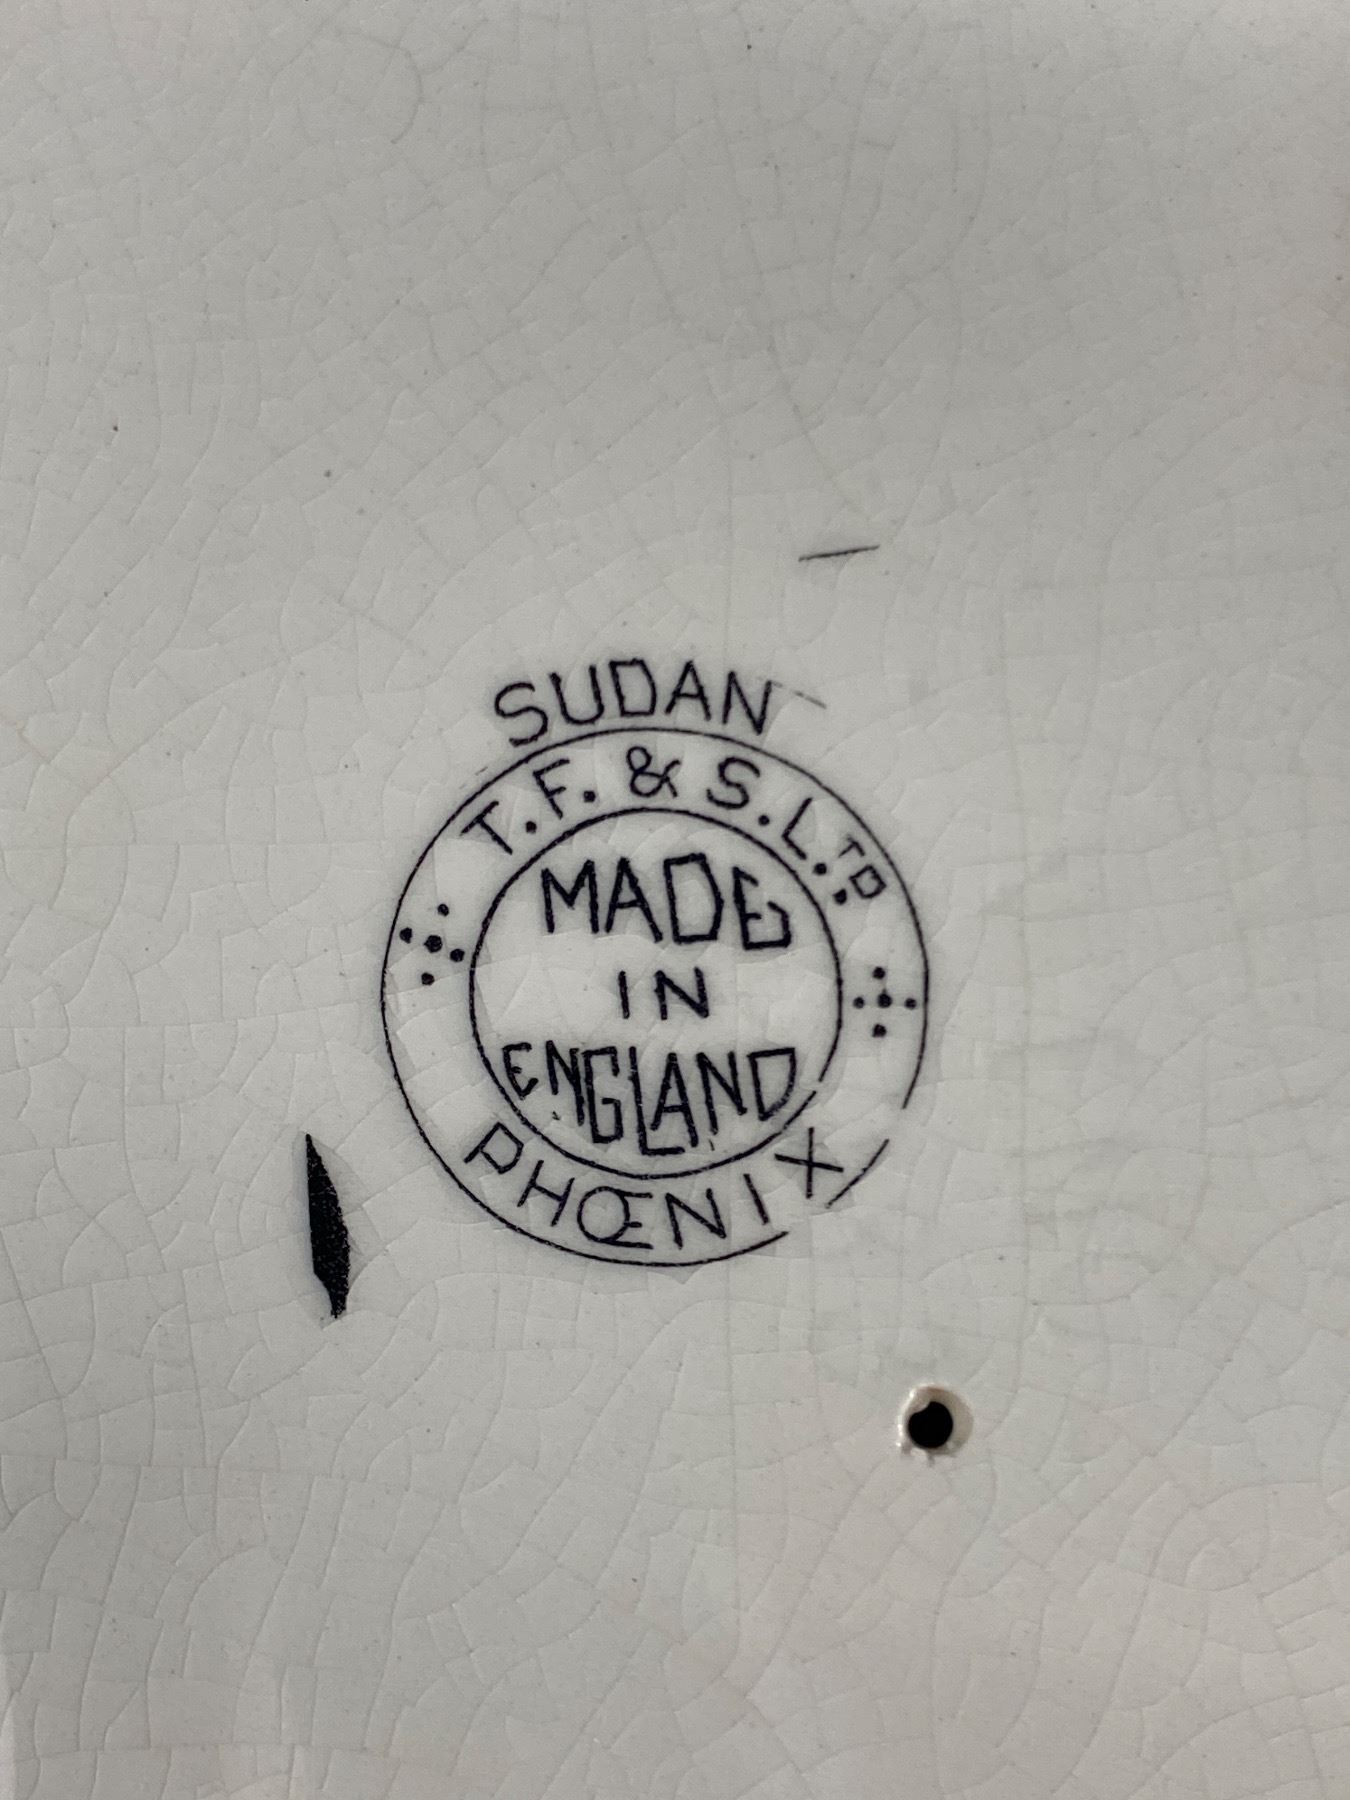 SUDAN
T.F. & S. LTD
MADE
IN
ENGLAND
PHŒNIX